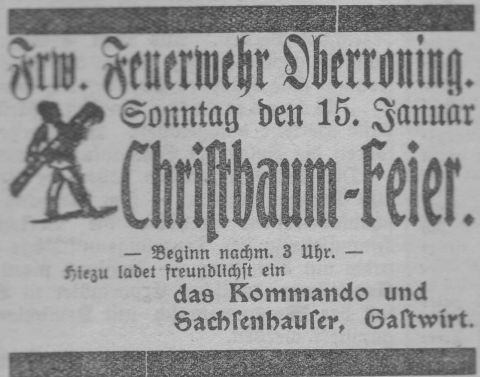 Frw. Feuerwehr Oberroning.
Sonntag den 15. Januar
Christbaum-Feier.
— Beginn nachm. 3 Uhr. —
Hiezu ladet freundlichst ein
das Kommando und
Sachsenhauser, Gastwirt.